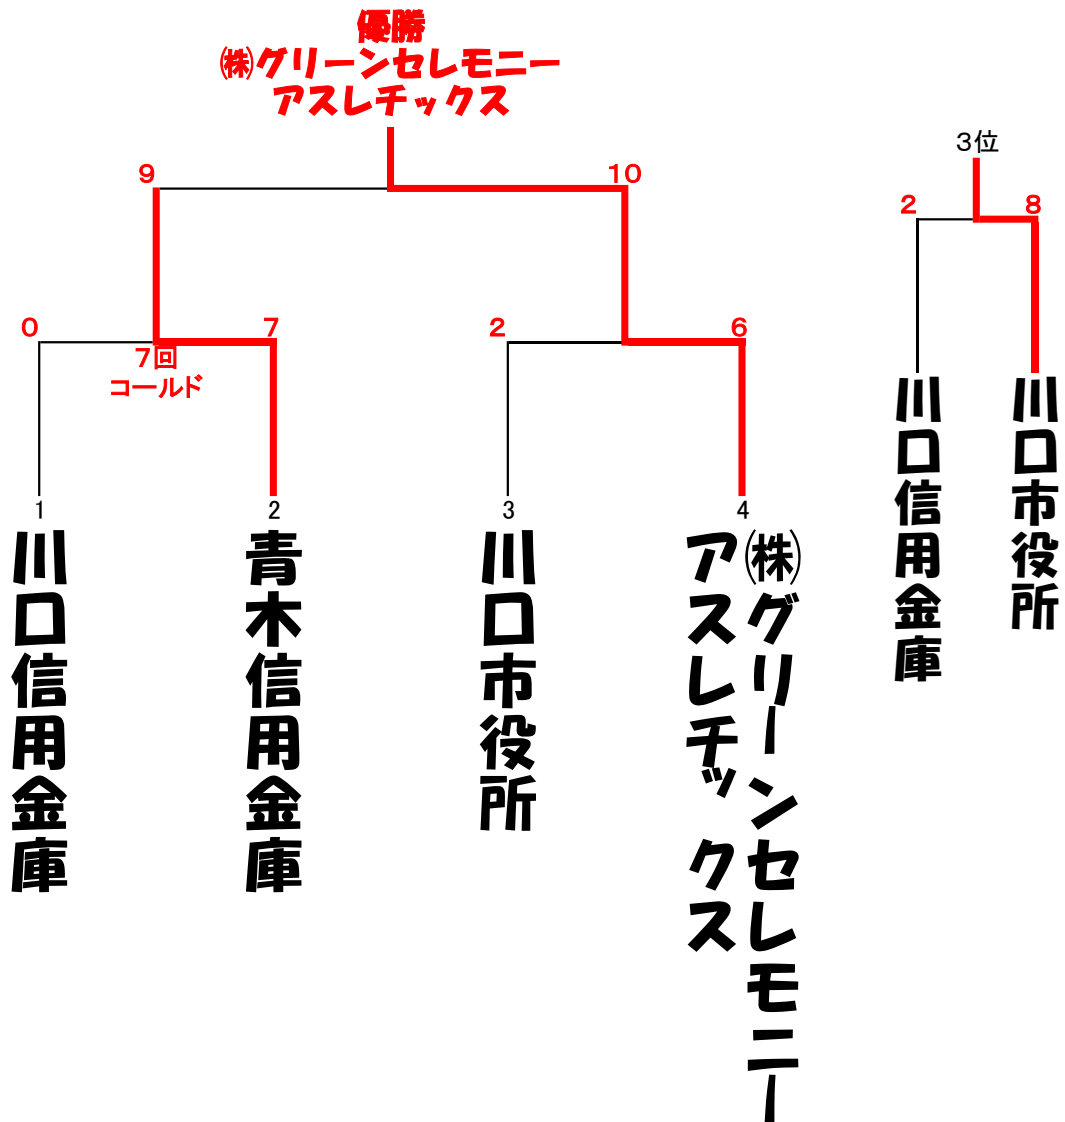 優勝
㈱グリーンセレモニー
アスレチックス
9
10
3位
2
8
0
7
2
6
7回
コールド
1
2
3
4
川口信用金庫
青木信用金庫
川口市役所
㈱グリーンセレモニー
アスレチックス
川口信用金庫
川口市役所